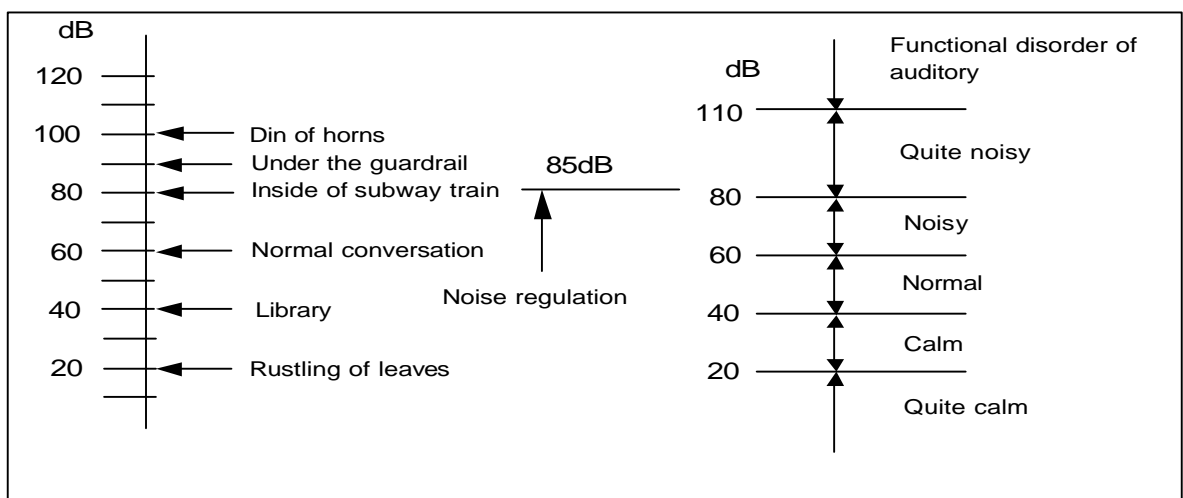 dB
120
100
80
60
40
20
Din of horns
Under the guardrail
Inside of subway train
Normal conversation
Library
Rustling of leaves
85dB
Noise regulation
dB
110
80
60
40
20
Functional disorder of
auditory
Quite noisy
Noisy
Normal
Calm
Quite calm